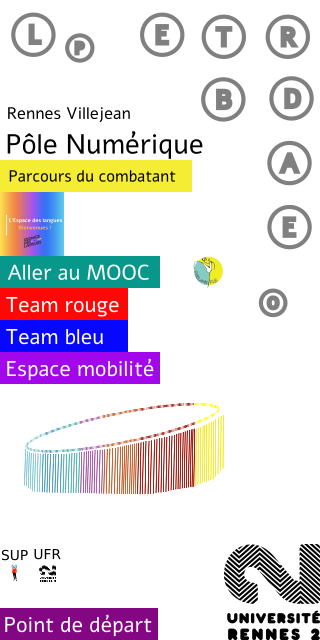 L P E T R
B D
Rennes Villejean
Pôle Numérique
A
Parcours du combatant
L'Espace des langues
Bienvenues !
E
Aller au MOOC
O
Team rouge
Team bleu
Espace mobilité
SUP UFR
UNIVERSITÉ
RENNES 2
Point de départ